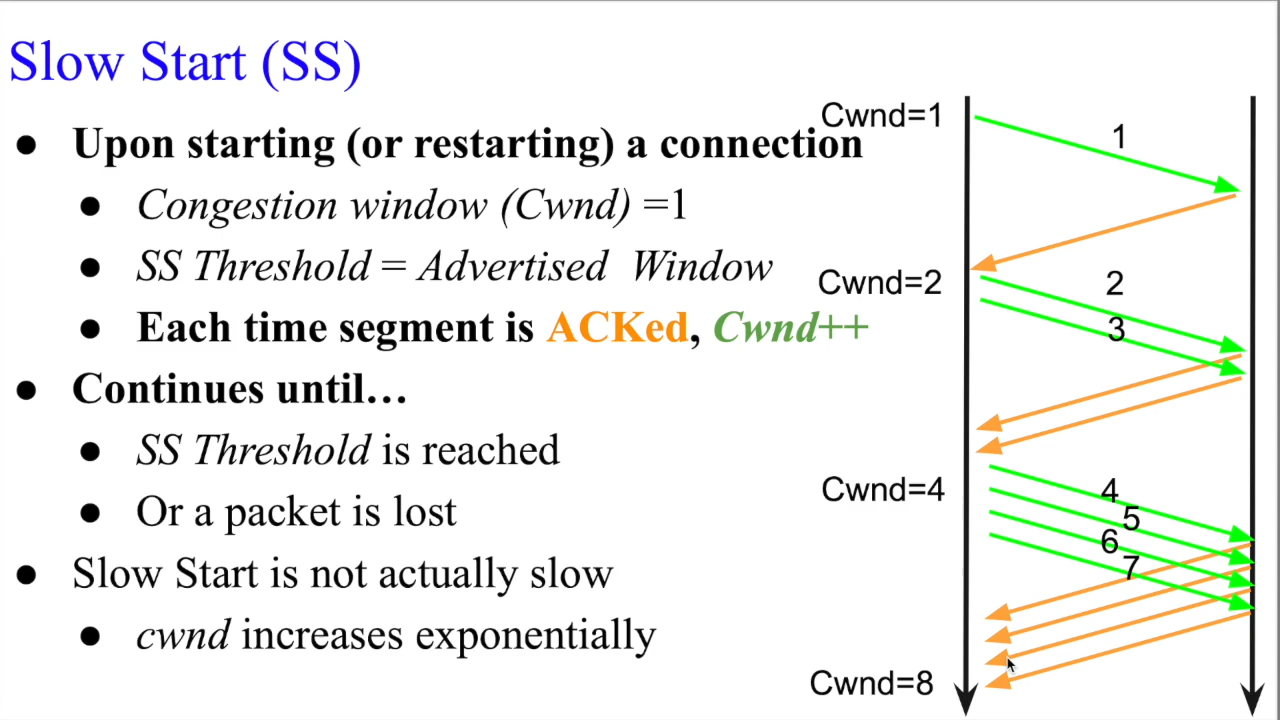 Slow Start (SS)
● Upon starting (or restarting) a connection
● Congestion window (Cwnd) =1
● SS Threshold = Advertised Window
● Each time segment is ACKed, Cwnd++
● Continues until…
● SS Threshold is reached
● Or a packet is lost
● Slow Start is not actually slow
● cwnd increases exponentially
Cwnd=1
1
Cwnd=2
2
3
Cwnd=4
4
5
6
7
Cwnd=8